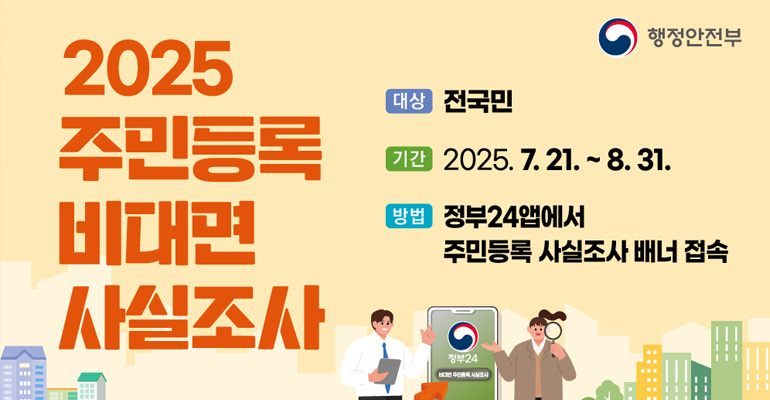 2025
주민등록
비대면
사실조사
행정안전부
대상 전국민
기간 2025. 7. 21. ~ 8. 31.
방법 정부24앱에서
주민등록 사실조사 배너 접속
정부24
비대면 주민등록 사실조사